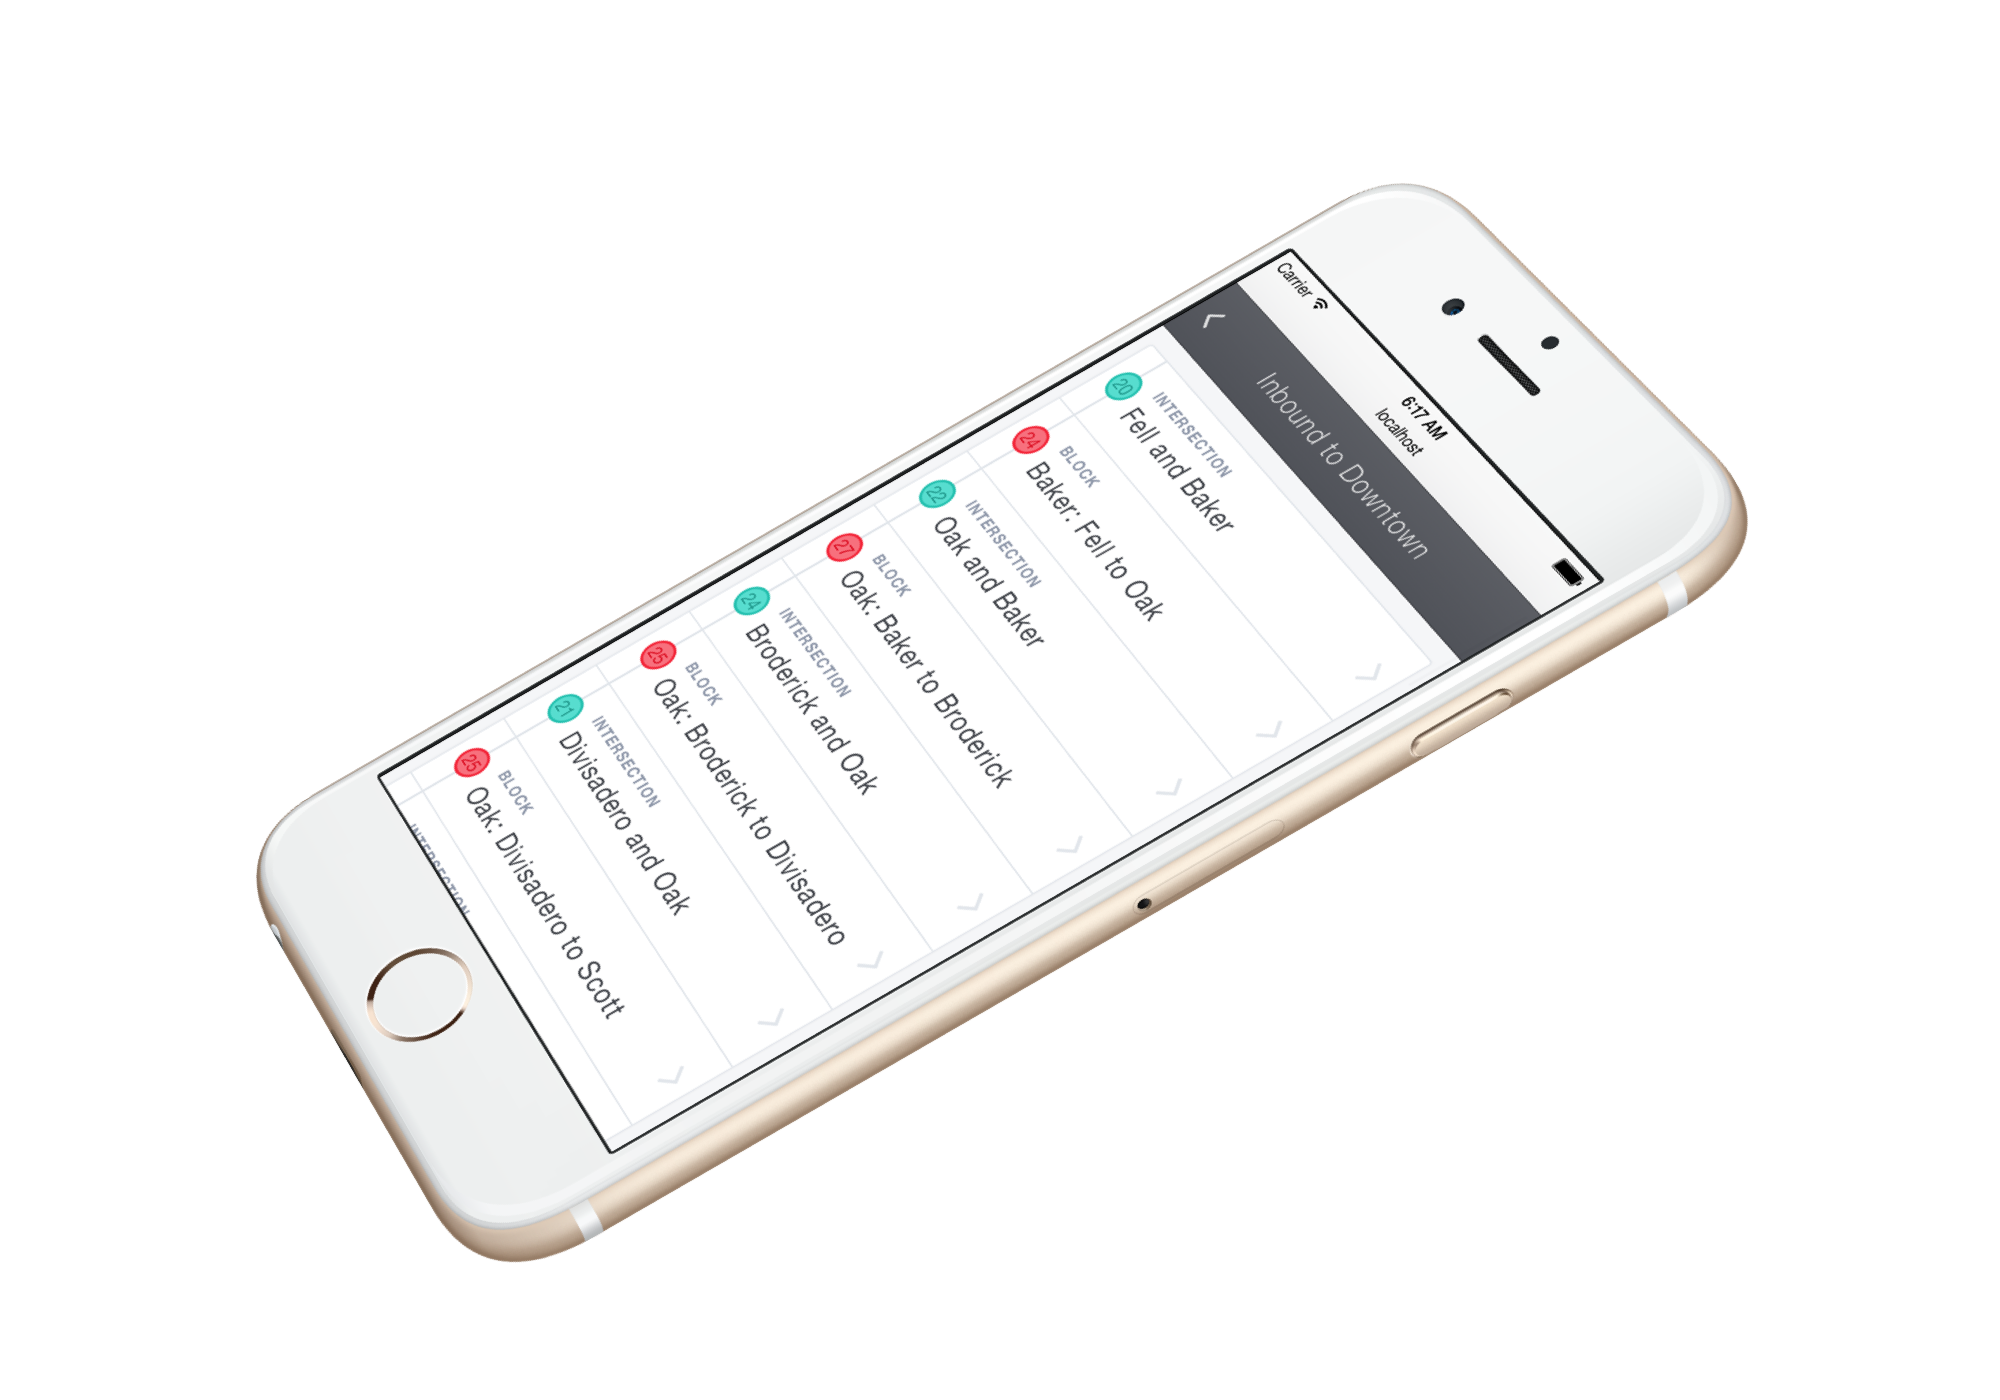 Carrier
6:17 AM
localhost
Inbound to Downtown
20
INTERSECTION
Fell and Baker
24
BLOCK
Baker: Fell to Oak
22
INTERSECTION
Oak and Baker
27
BLOCK
Oak: Baker to Broderick
24
INTERSECTION
Broderick and Oak
25
BLOCK
Oak: Broderick to Divisadero
21
INTERSECTION
Divisadero and Oak
25
BLOCK
Oak: Divisadero to Scott
INTERSECTION